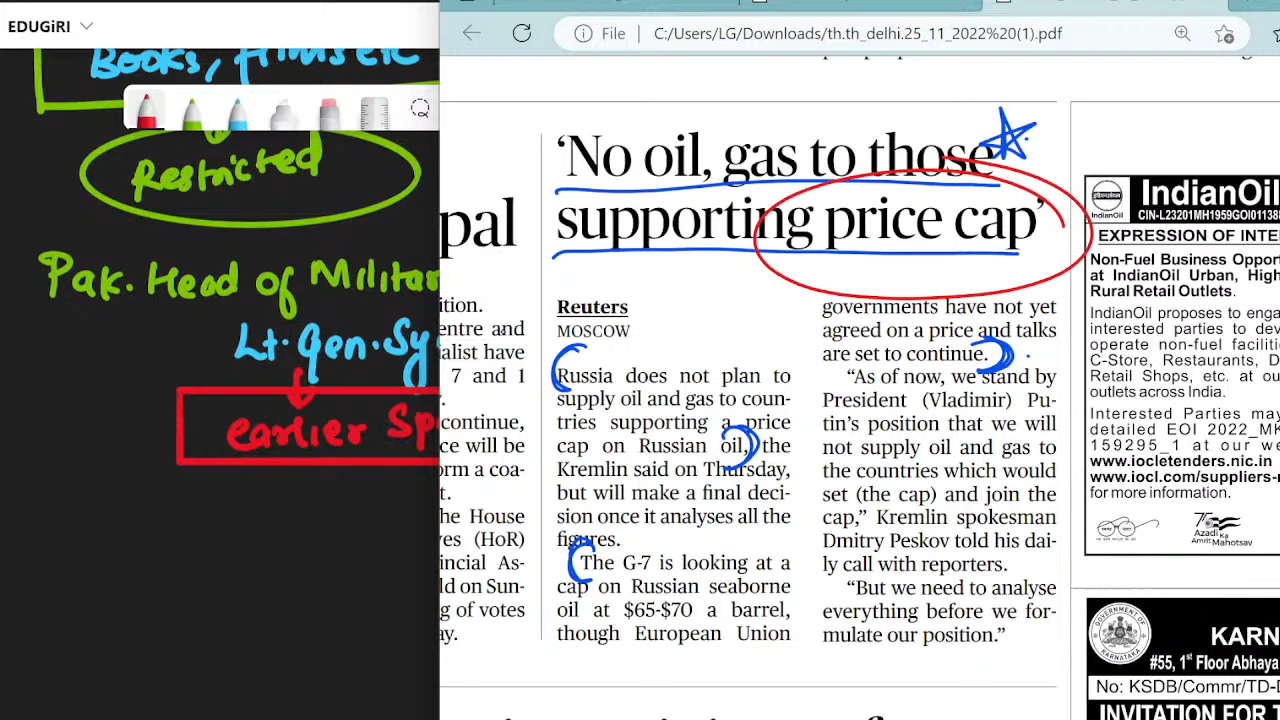 EDUGiRI
Books, films etc
Restricted
Pak. Head of Militar
Lt. Gen. Sy
earlier Sp
File
C:/Users/LG/Downloads/th.th_delhi.25_11_2022%20(1).pdf
pal
ition.
entre and
ialist have
7 and 1
continue,
ce will be
orm a coa-
t.
he House
ves (HoR)
incial As-
ld on Sun-
g of votes
ay.
‘No oil, gas to those
supporting price cap’
Reuters
MOSCOW
Russia does not plan to
supply oil and gas to coun-
tries supporting a price
cap on Russian oil, the
Kremlin said on Thursday,
but will make a final deci-
sion once it analyses all the
figures.
The G-7 is looking at a
cap on Russian seaborne
oil at $65-$70 a barrel,
though European Union
governments have not yet
agreed on a price and talks
are set to continue.
“As of now, we stand by
President (Vladimir) Pu-
tin’s position that we will
not supply oil and gas to
the countries which would
set (the cap) and join the
cap,” Kremlin spokesman
Dmitry Peskov told his dai-
ly call with reporters.
“But we need to analyse
everything before we for-
mulate our position.”
IndianOil
IndianOil
CIN-L23201MH1959GOI01138
EXPRESSION OF INTE
Non-Fuel Business Opport
at IndianOil Urban, High
Rural Retail Outlets.
IndianOil proposes to enga
interested parties to dev
operate non-fuel faciliti
C-Store, Restaurants, D
Retail Shops, etc. at ou
outlets across India.
Interested Parties may
detailed EOI 2022_MK
159295_1 at our we
www.iocletenders.nic.in
www.iocl.com/suppliers-n
for more information.
75
Azadi Ka
Amrit Mahotsav
GOVERNMENT OF
KARNATAKA
KARN
#55, 1st Floor Abhaya
No: KSDB/Commr/TD-D
INVITATION FOR T